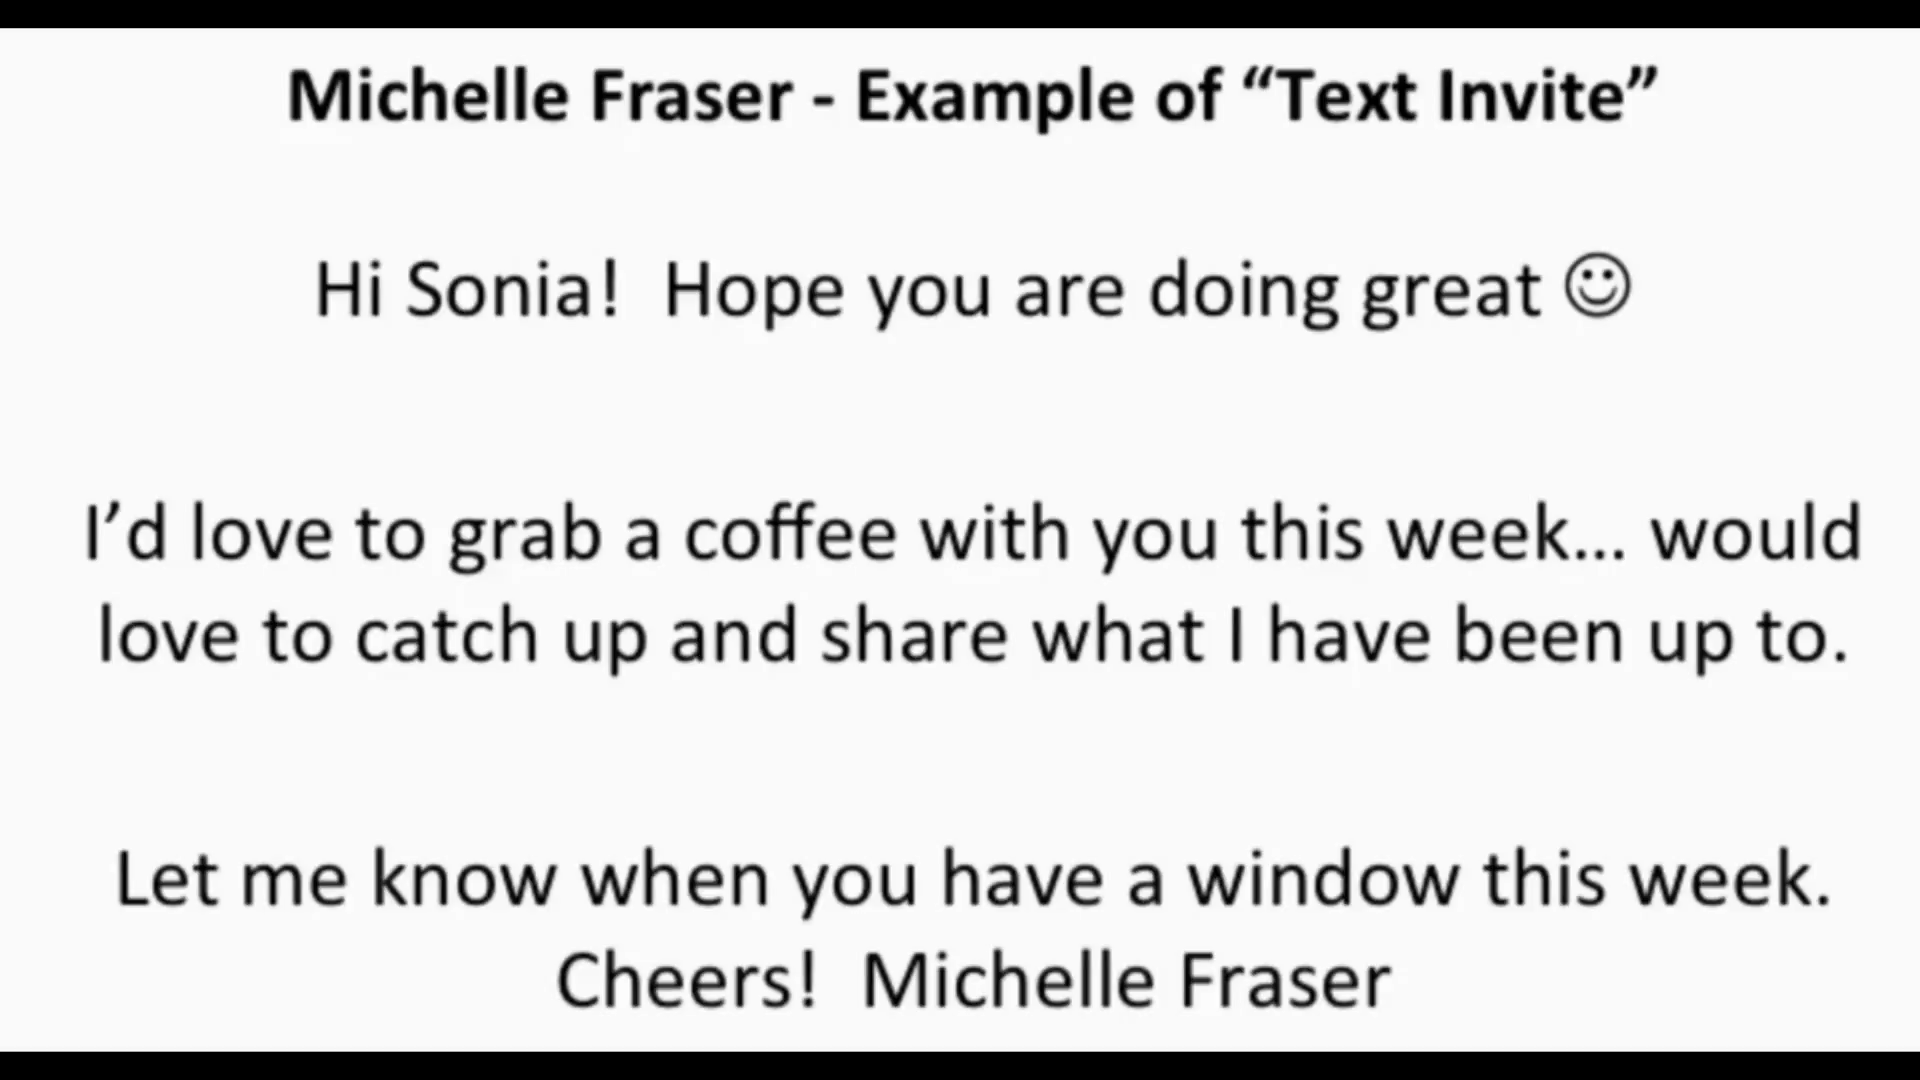 Michelle Fraser - Example of “Text Invite”
Hi Sonia!  Hope you are doing great ☺
I’d love to grab a coffee with you this week... would
love to catch up and share what I have been up to.
Let me know when you have a window this week.
Cheers!  Michelle Fraser